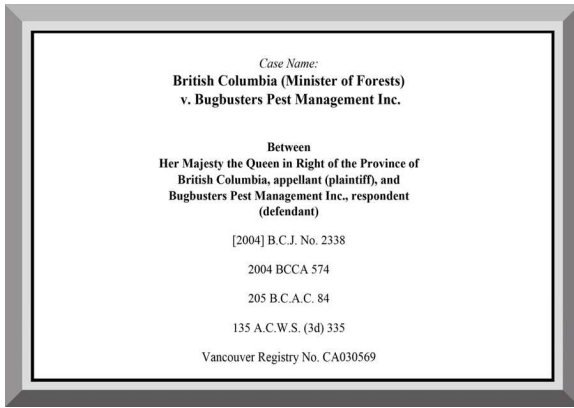 Case Name:
British Columbia (Minister of Forests)
v. Bugbusters Pest Management Inc.
Between
Her Majesty the Queen in Right of the Province of
British Columbia, appellant (plaintiff), and
Bugbusters Pest Management Inc., respondent
(defendant)
[2004] B.C.J. No. 2338
2004 BCCA 574
205 B.C.A.C. 84
135 A.C.W.S. (3d) 335
Vancouver Registry No. CA030569